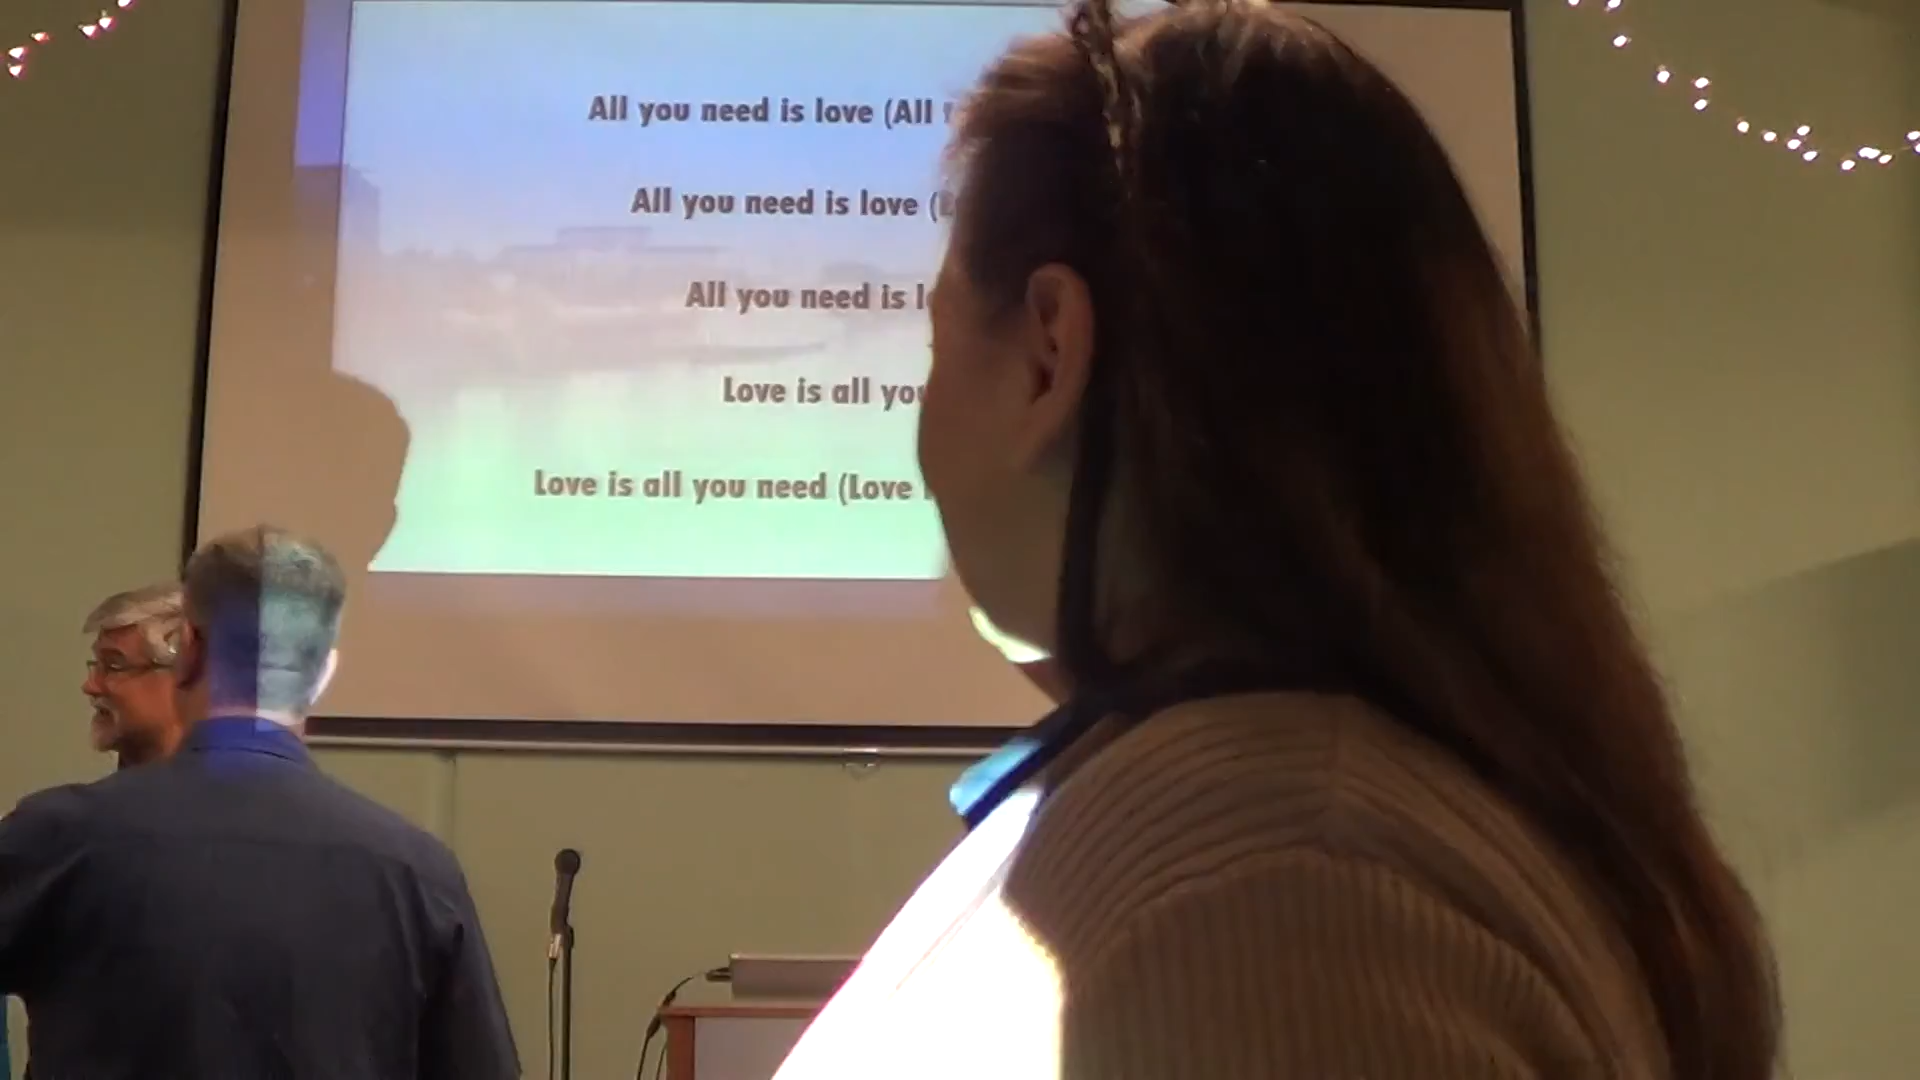 All you need is love (All
All you need is love (
All you need is
Love is all you
Love is all you need (Love